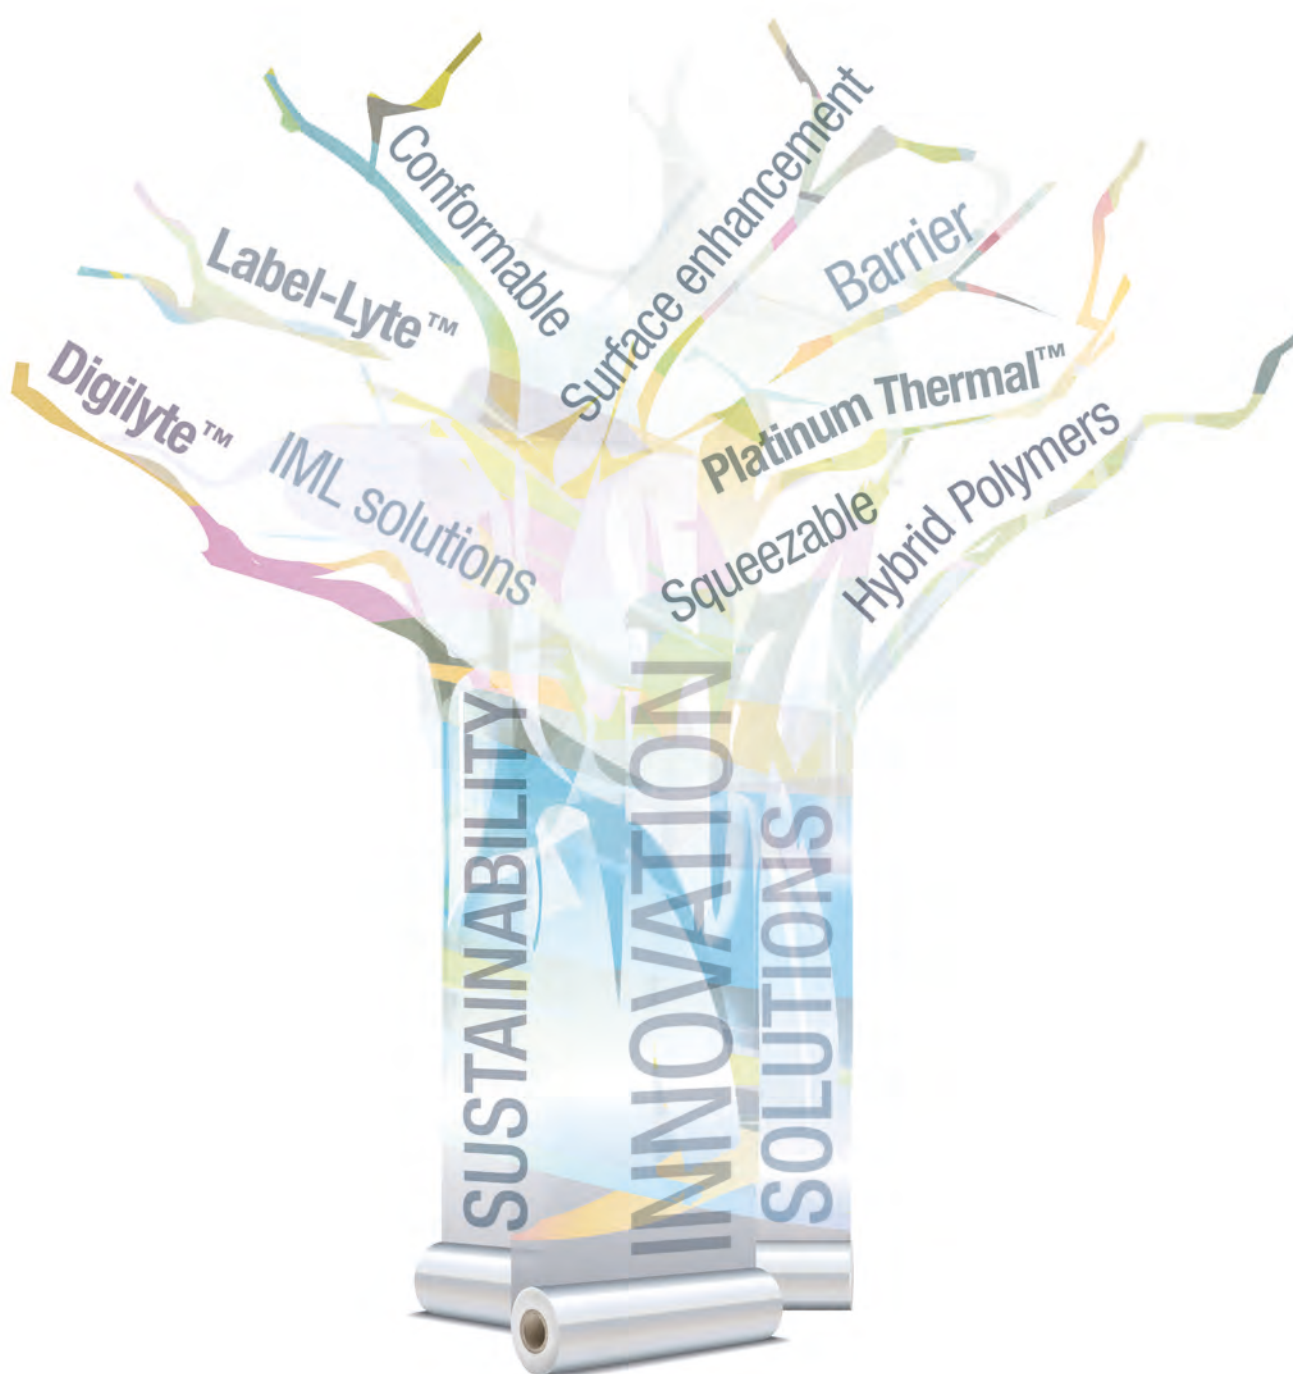 Conformable
Surface enhancement
Label-Lyte™
Barrier
Digilyte™
IML solutions
Platinum Thermal™
Squeezable
Hybrid Polymers
SUSTAINABILITY
INNOVATION
SOLUTIONS